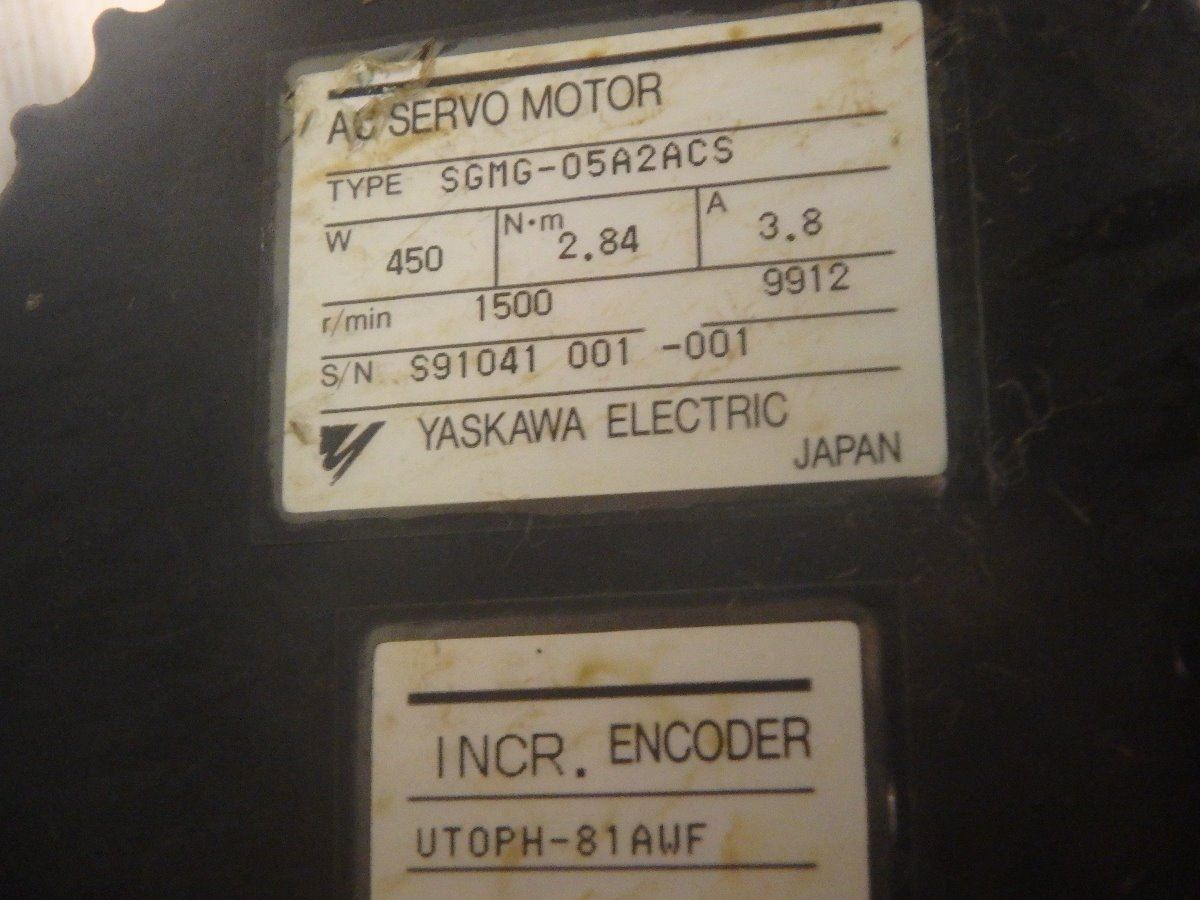 AC SERVO MOTOR
TYPE SGMG-05A2ACS
W 450 N·m 2.84 A 3.8
r/min 1500 9912
S/N S91041 001 -001
YASKAWA ELECTRIC
JAPAN
INCR. ENCODER
UTOPH-81AWF